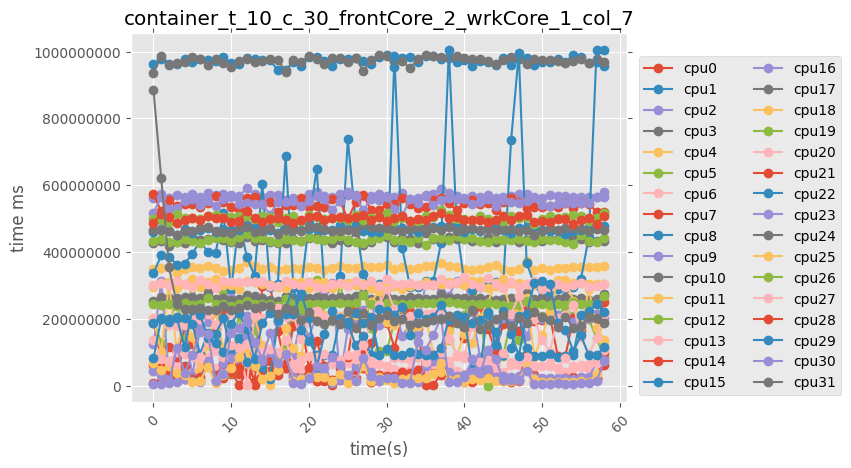 container_t_10_c_30_frontCore_2_wrkCore_1_col_7
1000000000
800000000
600000000
400000000
200000000
0
time ms
0 10 20 30 40 50 60
time(s)
cpu0 cpu16
cpu1 cpu17
cpu2 cpu18
cpu3 cpu19
cpu4 cpu20
cpu5 cpu21
cpu6 cpu22
cpu7 cpu23
cpu8 cpu24
cpu9 cpu25
cpu10 cpu26
cpu11 cpu27
cpu12 cpu28
cpu13 cpu29
cpu14 cpu30
cpu15 cpu31